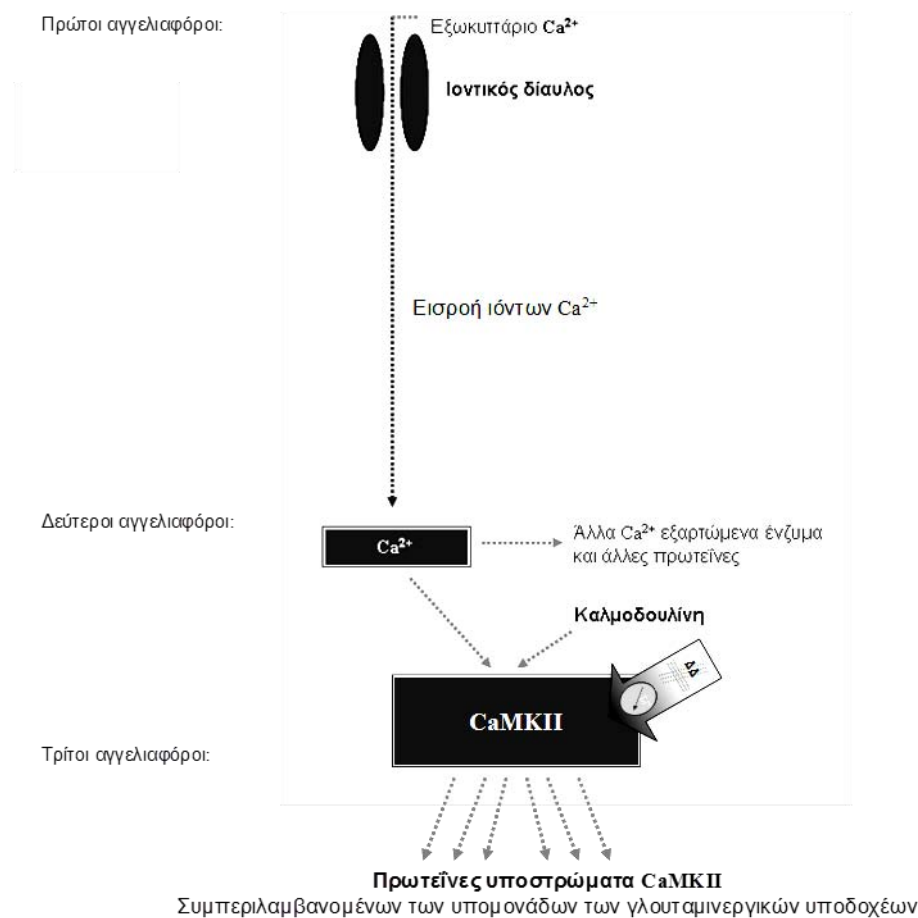 Πρώτοι αγγελιαφόροι:
Εξωκυττάριο Ca²⁺
Ιοντικός δίαυλος
Εισροή ιόντων Ca²⁺
Δεύτεροι αγγελιαφόροι:
Ca²⁺
Άλλα Ca²⁺ εξαρτώμενα ένζυμα
και άλλες πρωτεΐνες
Καλμοδουλίνη
ΔΔ
CaMKII
Τρίτοι αγγελιαφόροι:
Πρωτεΐνες υποστρώματα CaMKII
Συμπεριλαμβανομένων των υπομονάδων των γλουταμινεργικών υποδοχέων